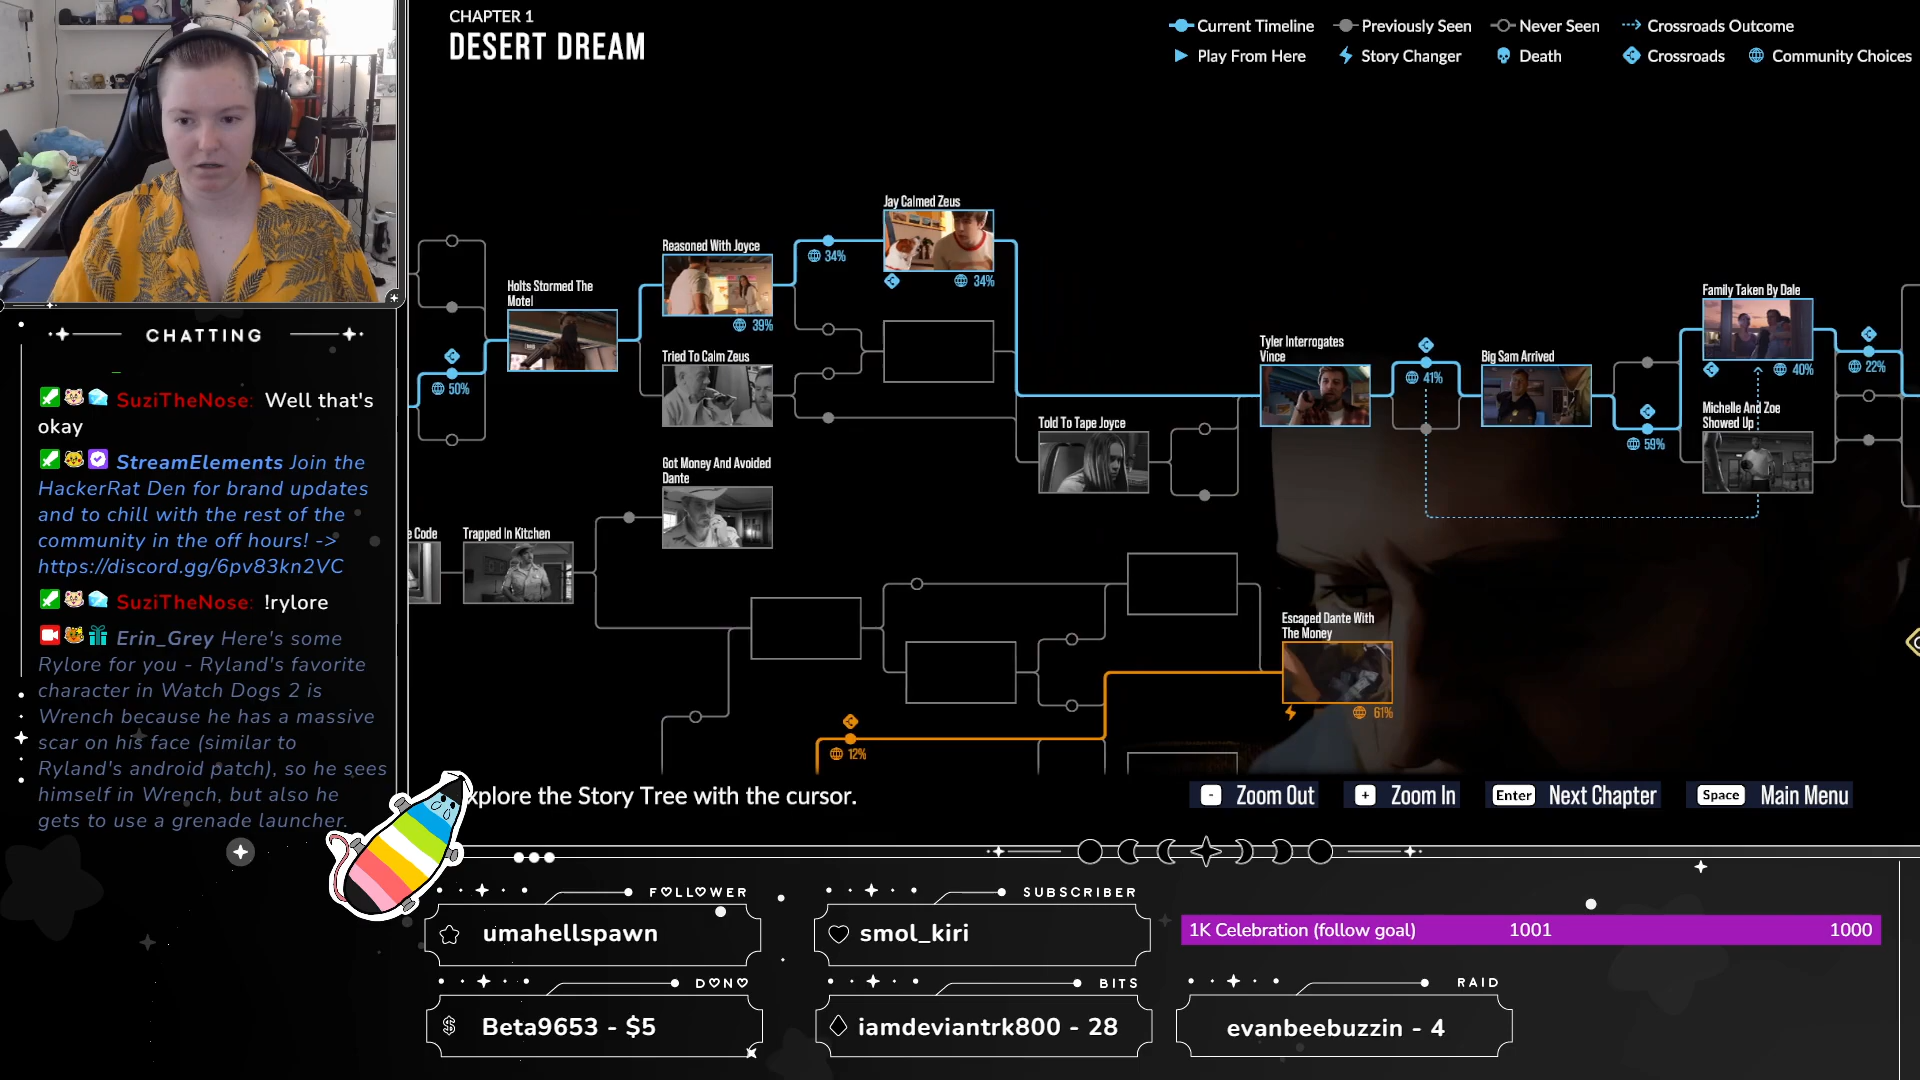 CHAPTER 1
DESERT DREAM
Current Timeline
Previously Seen
Never Seen
Crossroads Outcome
Play From Here
Story Changer
Death
Crossroads
Community Choices
Jay Calmed Zeus
34%
34%
Reasoned With Joyce
39%
Holts Stormed The
Motel
50%
Tried To Calm Zeus
Got Money And Avoided
Dante
e Code
Trapped In Kitchen
Told To Tape Joyce
Tyler Interrogates
Vince
41%
Big Sam Arrived
59%
Family Taken By Dale
40%
22%
Michelle And Zoe
Showed Up
Escaped Dante With
The Money
61%
12%
xplore the Story Tree with the cursor.
- Zoom Out
+ Zoom In
Enter Next Chapter
Space Main Menu
CHATTING
SuziTheNose: Well that's
okay
StreamElements Join the
HackerRat Den for brand updates
and to chill with the rest of the
community in the off hours! ->
https://discord.gg/6pv83kn2VC
SuziTheNose: !rylore
Erin_Grey Here's some
Rylore for you - Ryland's favorite
character in Watch Dogs 2 is
Wrench because he has a massive
scar on his face (similar to
Ryland's android patch), so he sees
himself in Wrench, but also he
gets to use a grenade launcher.
FOLLOWER
umahellspawn
SUBSCRIBER
smol_kiri
1K Celebration (follow goal) 1001 1000
DONO
Beta9653 - $5
BITS
iamdeviantrk800 - 28
RAID
evanbeebuzzin - 4